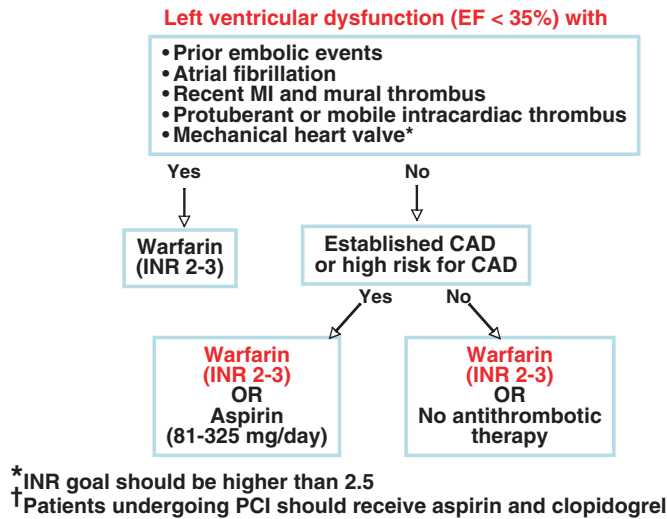 Left ventricular dysfunction (EF < 35%) with
•Prior embolic events
•Atrial fibrillation
•Recent MI and mural thrombus
•Protuberant or mobile intracardiac thrombus
•Mechanical heart valve*
Yes
No
Warfarin
(INR 2-3)
Established CAD
or high risk for CAD
Yes
No
Warfarin
(INR 2-3)
OR
Aspirin
(81-325 mg/day)
Warfarin
(INR 2-3)
OR
No antithrombotic
therapy
*INR goal should be higher than 2.5
†Patients undergoing PCI should receive aspirin and clopidogrel